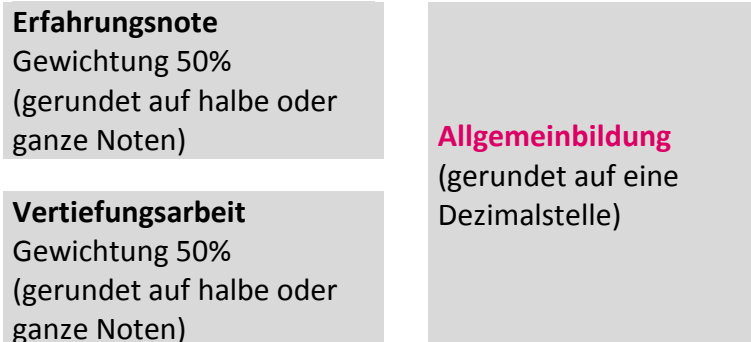 Erfahrungsnote
Gewichtung 50%
(gerundet auf halbe oder
ganze Noten)
Vertiefungsarbeit
Gewichtung 50%
(gerundet auf halbe oder
ganze Noten)
Allgemeinbildung
(gerundet auf eine
Dezimalstelle)